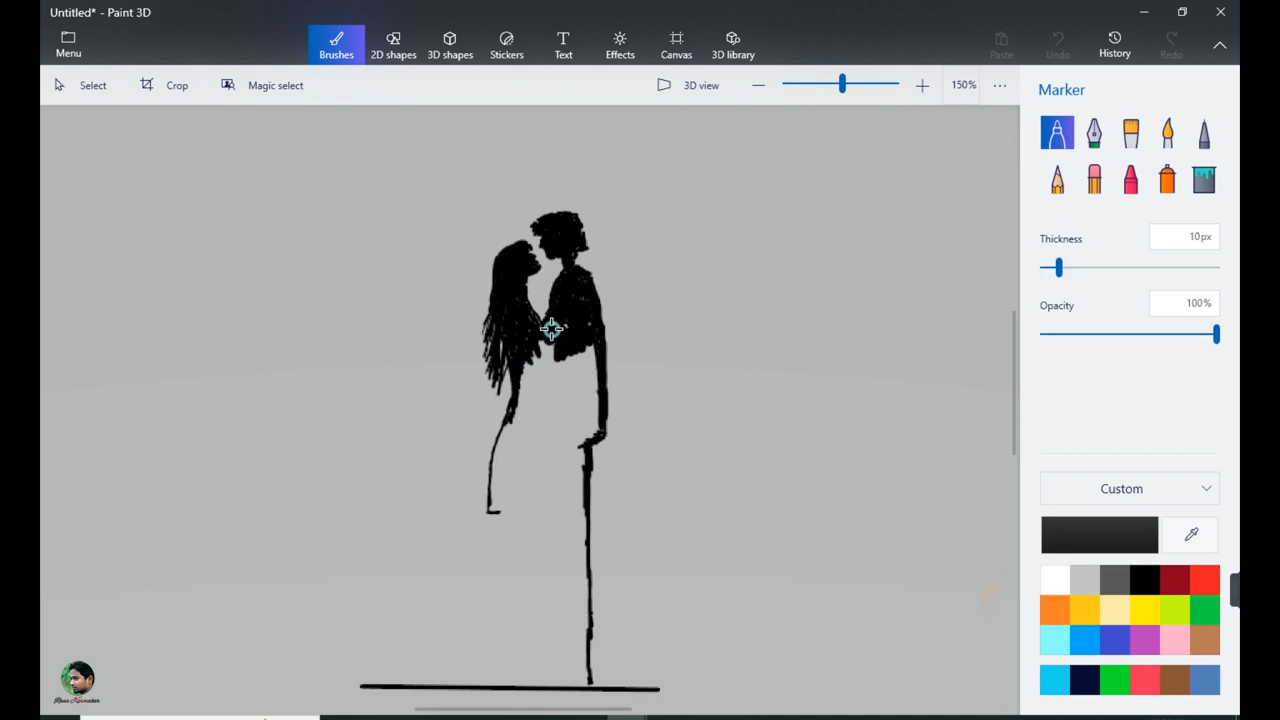 Untitled* - Paint 3D
Menu
Brushes
2D shapes
3D shapes
Stickers
Text
Effects
Canvas
3D library
Paste
Undo
History
Redo
Select
Crop
Magic select
3D view
150%
Marker
Thickness
10px
Opacity
100%
Custom